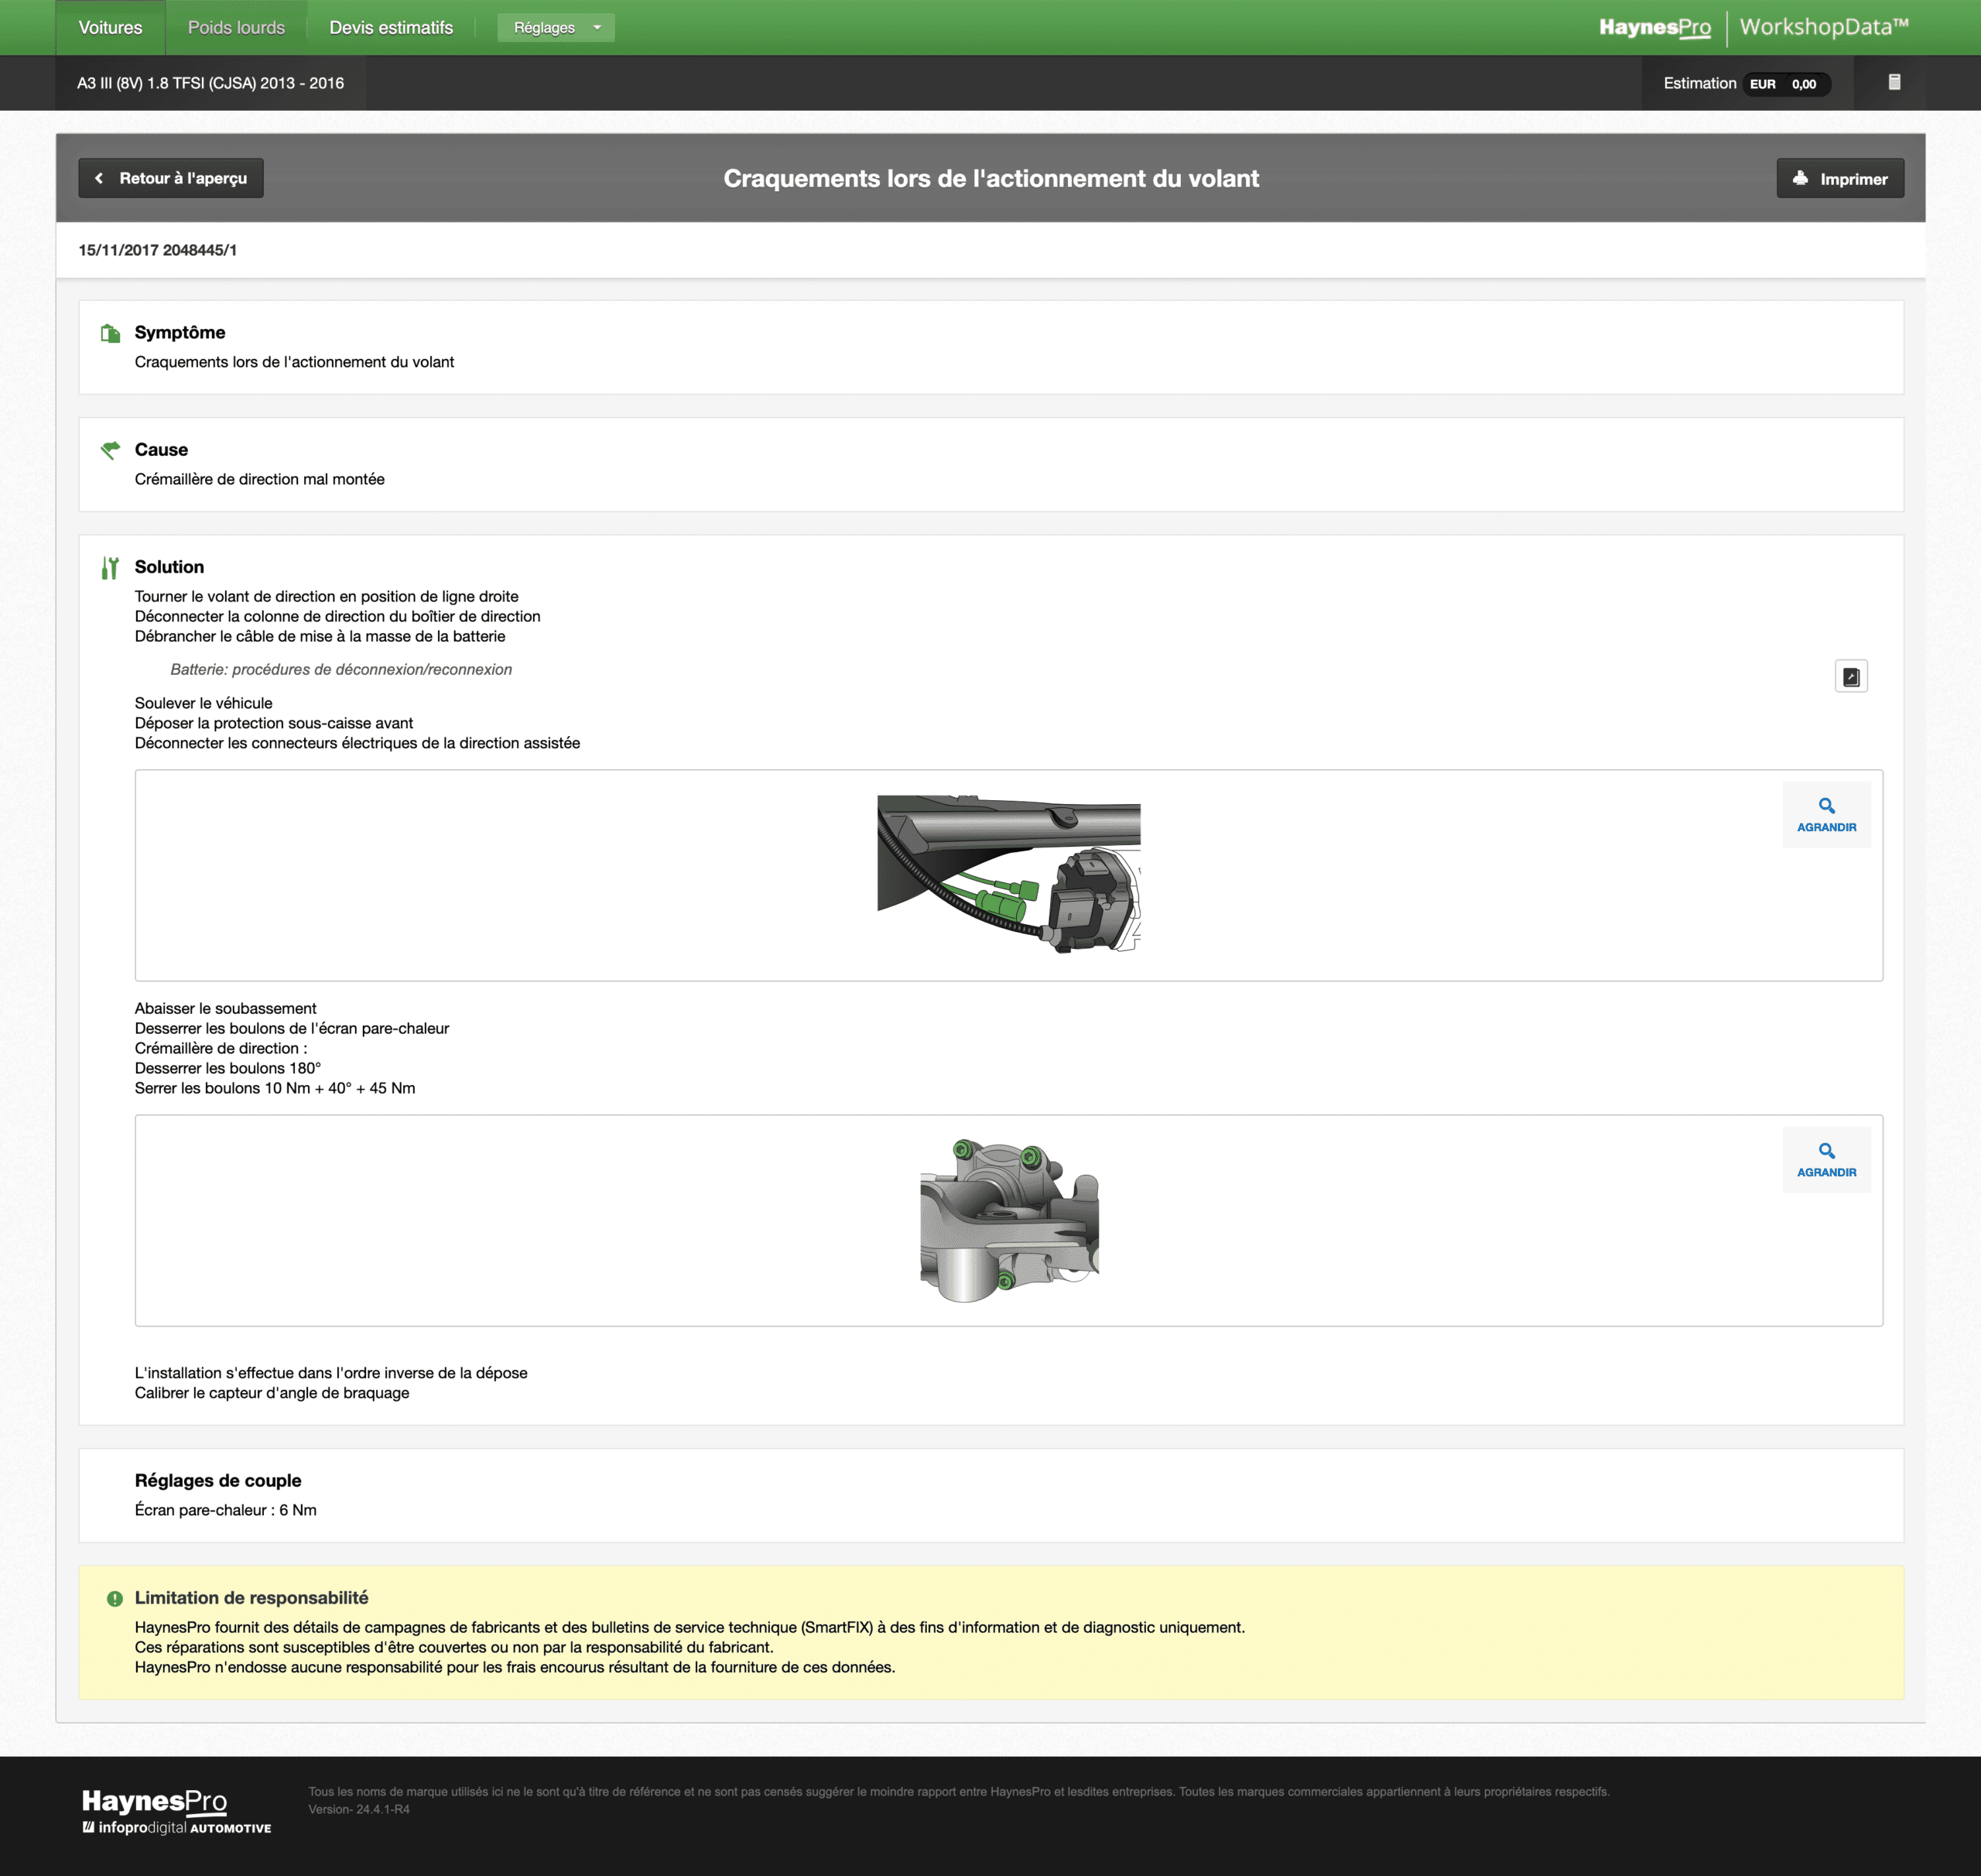 Voitures
Poids lourds
Devis estimatifs
Réglages
HaynesPro
WorkshopData™
A3 III (8V) 1.8 TFSI (CJSA) 2013 - 2016
Estimation EUR 0,00
Retour à l'aperçu
Craquements lors de l'actionnement du volant
Imprimer
15/11/2017 2048445/1
Symptôme
Craquements lors de l'actionnement du volant
Cause
Crémaillère de direction mal montée
Solution
Tourner le volant de direction en position de ligne droite
Déconnecter la colonne de direction du boîtier de direction
Débrancher le câble de mise à la masse de la batterie
Batterie: procédures de déconnexion/reconnexion
Soulever le véhicule
Déposer la protection sous-caisse avant
Déconnecter les connecteurs électriques de la direction assistée
AGRANDIR
Abaisser le soubassement
Desserrer les boulons de l'écran pare-chaleur
Crémaillère de direction :
Desserrer les boulons 180°
Serrer les boulons 10 Nm + 40° + 45 Nm
AGRANDIR
L'installation s'effectue dans l'ordre inverse de la dépose
Calibrer le capteur d'angle de braquage
Réglages de couple
Écran pare-chaleur : 6 Nm
Limitation de responsabilité
HaynesPro fournit des détails de campagnes de fabricants et des bulletins de service technique (SmartFIX) à des fins d'information et de diagnostic uniquement.
Ces réparations sont susceptibles d'être couvertes ou non par la responsabilité du fabricant.
HaynesPro n'endosse aucune responsabilité pour les frais encourus résultant de la fourniture de ces données.
HaynesPro
infoprodigital AUTOMOTIVE
Tous les noms de marque utilisés ici ne le sont qu'à titre de référence et ne sont pas censés suggérer le moindre rapport entre HaynesPro et lesdites entreprises. Toutes les marques commerciales appartiennent à leurs propriétaires respectifs.
Version- 24.4.1-R4